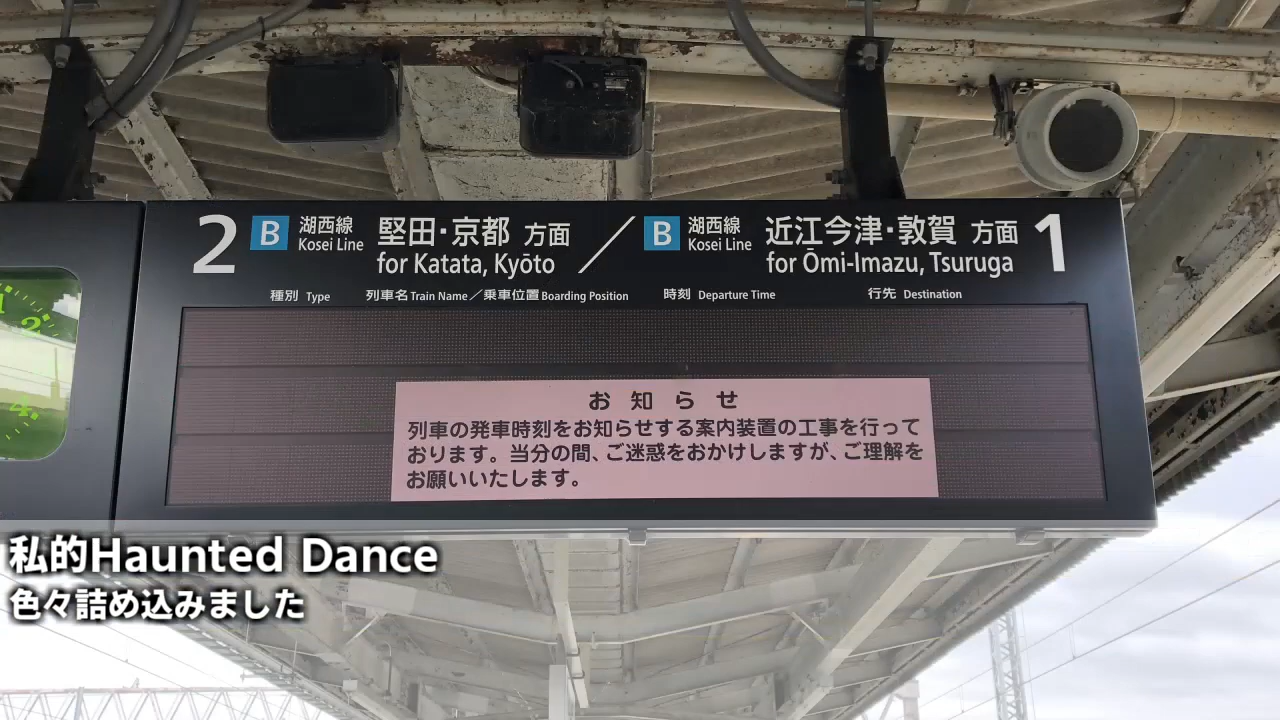 2 B 湖西線 堅田・京都 方面 / B 湖西線 近江今津・敦賀 方面 1
Kosei Line for Katata, Kyōto Kosei Line for Ōmi-Imazu, Tsuruga
種別 Type 列車名 Train Name／乗車位置 Boarding Position 時刻 Departure Time 行先 Destination
お知らせ
列車の発車時刻をお知らせする案内装置の工事を行って
おります。当分の間、ご迷惑をおかけしますが、ご理解を
お願いいたします。
1
2
4
私的Haunted Dance
色々詰め込みました